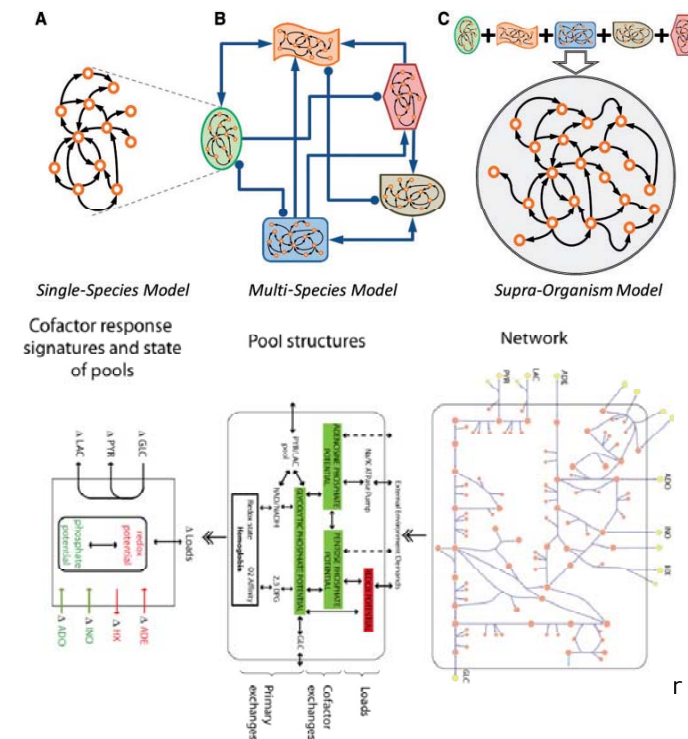 A
B
C
Single-Species Model
Multi-Species Model
Supra-Organism Model
Cofactor response
signatures and state
of pools
Pool structures
Network
Δ LAC
Δ PYR
Δ GLC
Δ Loads
redox
potential
phosphate
potential
Δ ADO
Δ INO
Δ HX
Δ ADE
External Environment Demands
Na/K ATPase Pump
ADENOSINE PHOSPHATE
POTENTIAL
PENTOSE PHOSPHATE
POTENTIAL
REDOX POTENTIAL
GLYCOLYTIC PHOSPHATE POTENTIAL
PYR/LAC
pool
NAD/NADH
2,3 DPG
Redox state
Hemoglobin
O2 Affinity
GLC
Primary
exchanges
Cofactor
exchanges
Loads
PYR
LAC
ADE
ADO
INO
GLC
r